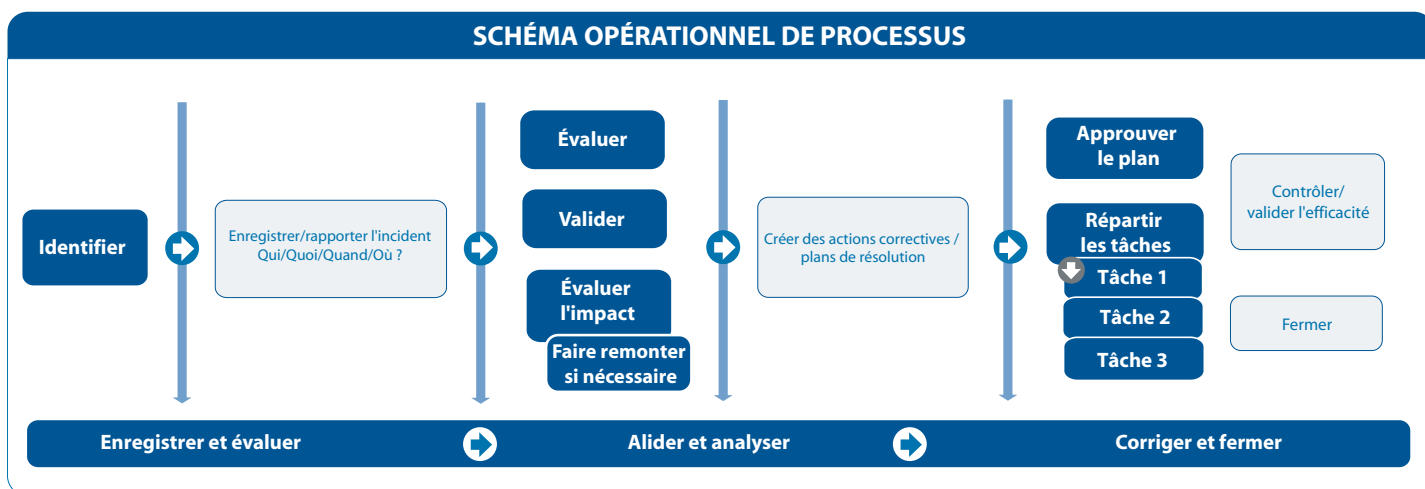 SCHÉMA OPÉRATIONNEL DE PROCESSUS
Identifier
Enregistrer/rapporter l'incident
Qui/Quoi/Quand/Où ?
Évaluer
Valider
Évaluer
l'impact
Faire remonter
si nécessaire
Créer des actions correctives /
plans de résolution
Approuver
le plan
Répartir
les tâches
Tâche 1
Tâche 2
Tâche 3
Contrôler/
valider l'efficacité
Fermer
Enregistrer et évaluer
Alider et analyser
Corriger et fermer